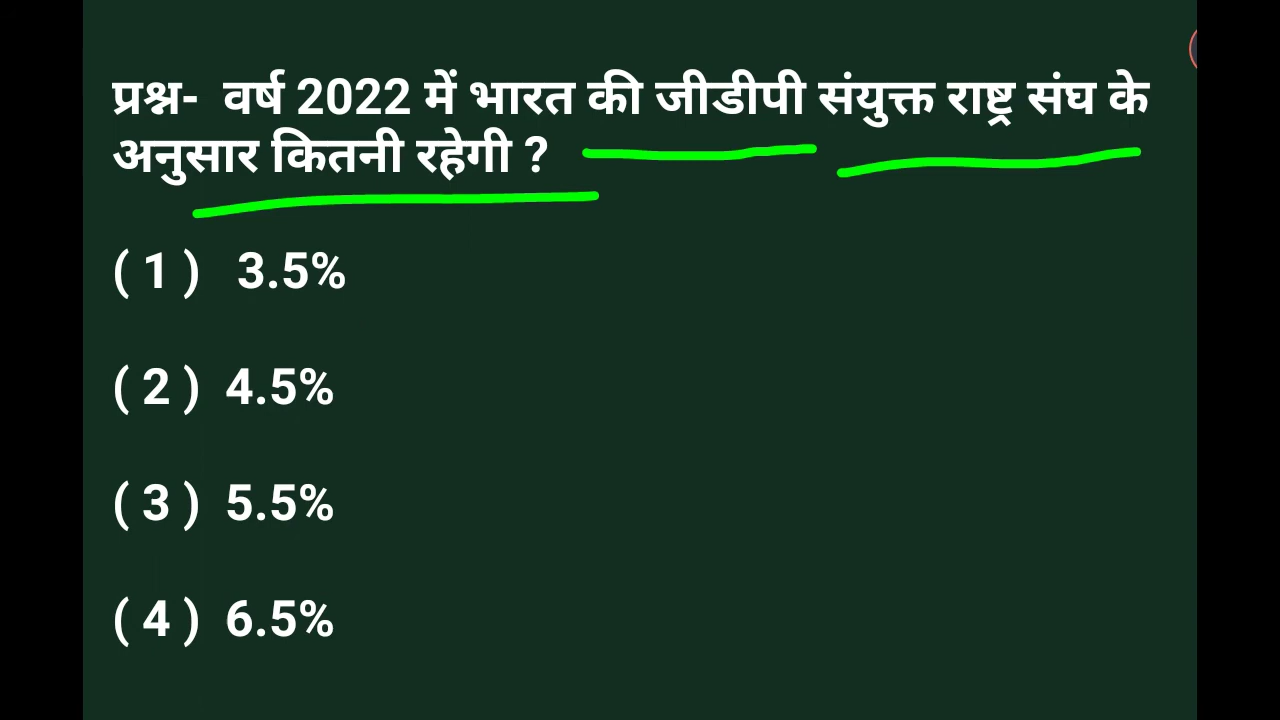 प्रश्न- वर्ष 2022 में भारत की जीडीपी संयुक्त राष्ट्र संघ के
अनुसार कितनी रहेगी ?
( 1 ) 3.5%
( 2 ) 4.5%
( 3 ) 5.5%
( 4 ) 6.5%